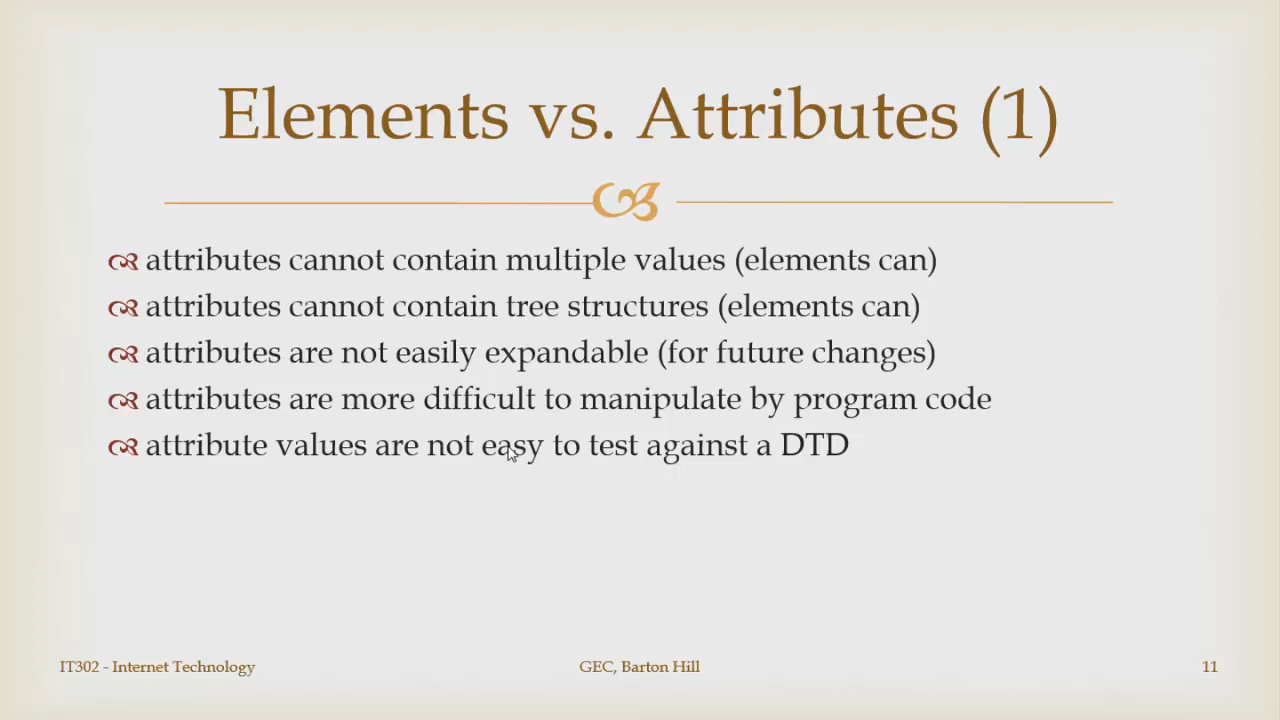 Elements vs. Attributes (1)
attributes cannot contain multiple values (elements can)
attributes cannot contain tree structures (elements can)
attributes are not easily expandable (for future changes)
attributes are more difficult to manipulate by program code
attribute values are not easy to test against a DTD
IT302 - Internet Technology
GEC, Barton Hill
11